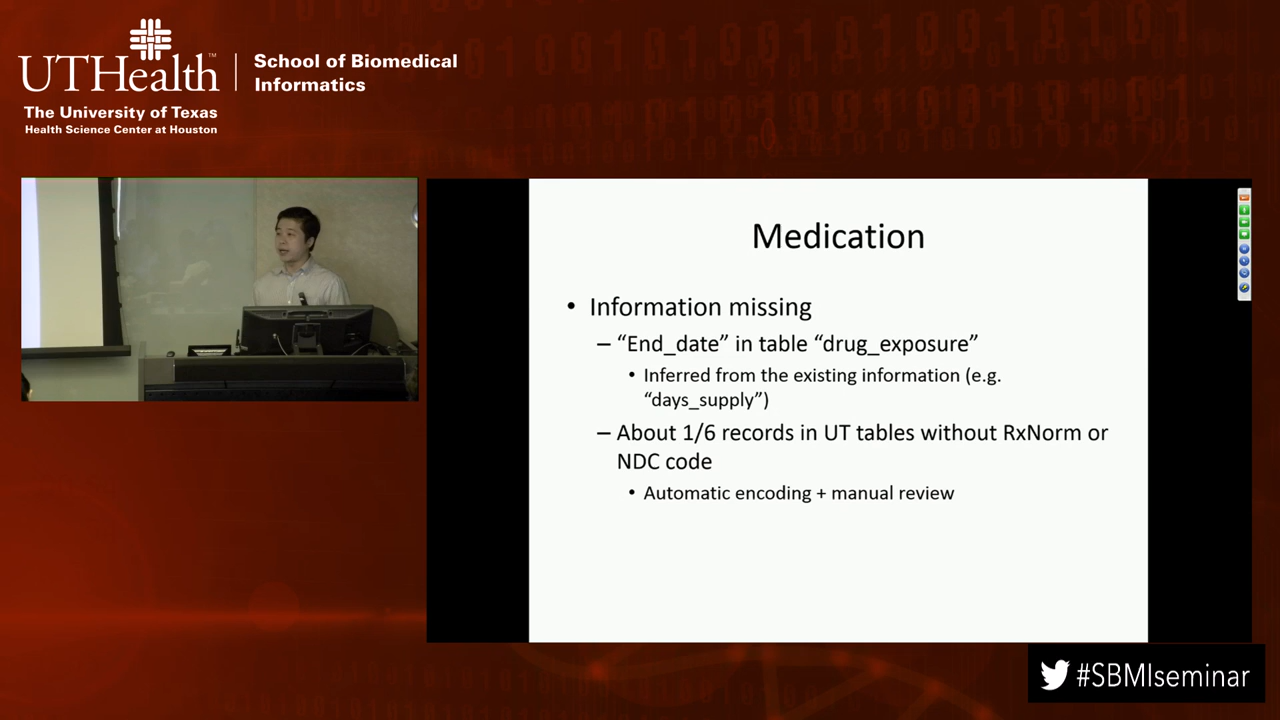 UTHealth™
School of Biomedical
Informatics
The University of Texas
Health Science Center at Houston
Medication
• Information missing
– “End_date” in table “drug_exposure”
• Inferred from the existing information (e.g.
“days_supply”)
– About 1/6 records in UT tables without RxNorm or
NDC code
• Automatic encoding + manual review
#SBMIseminar